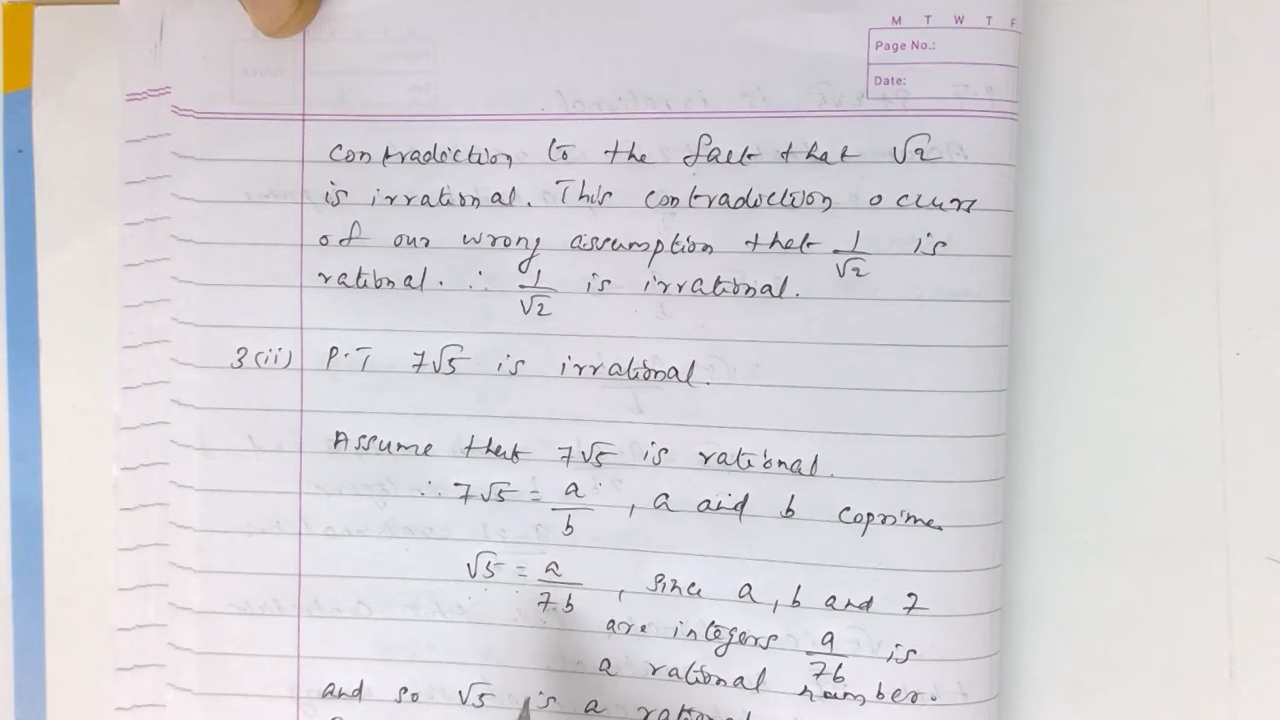 M T W T F
Page No.:
Date:
contradiction to the fact that √2
is irrational. This contradiction occurs
of our wrong assumption that 1/√2 is
rational. ∴ 1/√2 is irrational.
3(ii) P.T 7√5 is irrational.
Assume that 7√5 is rational.
∴ 7√5 = a/b, a and b coprime
√5 = a/7b, since a, b and 7
are integers a/7b is
a rational number.
and so √5 is a rational